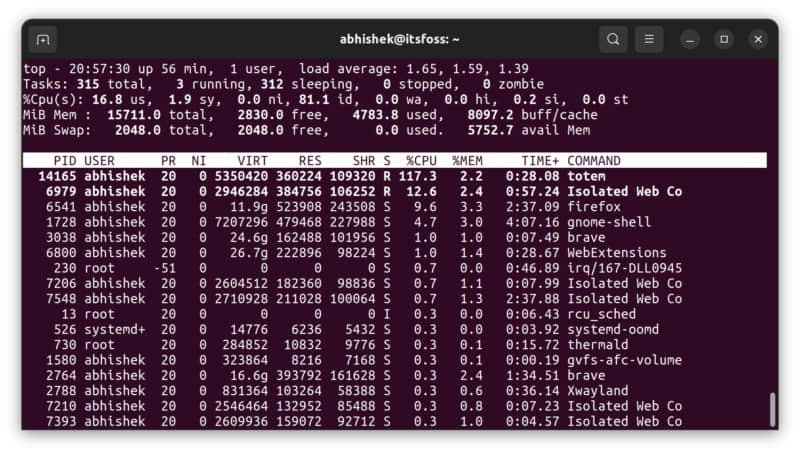 abhishek@itsfoss: ~
top - 20:57:30 up 56 min,  1 user,  load average: 1.65, 1.59, 1.39
Tasks: 315 total,   3 running, 312 sleeping,   0 stopped,   0 zombie
%Cpu(s): 16.8 us,  1.9 sy,  0.0 ni, 81.1 id,  0.0 wa,  0.0 hi,  0.2 si,  0.0 st
MiB Mem :  15711.0 total,   2830.0 free,   4783.8 used,   8097.2 buff/cache
MiB Swap:   2048.0 total,   2048.0 free,      0.0 used.   5752.7 avail Mem
PID USER      PR  NI    VIRT    RES    SHR S  %CPU  %MEM     TIME+ COMMAND
14165 abhishek  20   0 5350420 360224 109320 R 117.3   2.2   0:28.08 totem
6979 abhishek  20   0 2946284 384756 106252 R  12.6   2.4   0:57.24 Isolated Web Co
6541 abhishek  20   0   11.9g 523908 243508 S   9.6   3.3   2:37.09 firefox
1728 abhishek  20   0 7207296 479468 227988 S   4.7   3.0   4:07.16 gnome-shell
3038 abhishek  20   0   24.6g 162488 101956 S   1.0   1.0   0:07.49 brave
6800 abhishek  20   0   26.7g 222896  98224 S   1.0   1.4   0:28.67 WebExtensions
230 root     -51   0       0      0      0 S   0.7   0.0   0:46.89 irq/167-DLL0945
7206 abhishek  20   0 2604512 182360  98836 S   0.7   1.1   0:07.99 Isolated Web Co
7548 abhishek  20   0 2710928 211028 100064 S   0.7   1.3   2:37.88 Isolated Web Co
13 root      20   0       0      0      0 I   0.3   0.0   0:06.43 rcu_sched
526 systemd+  20   0   14776   6236   5432 S   0.3   0.0   0:03.92 systemd-oomd
730 root      20   0  284852  10832   9776 S   0.3   0.1   0:15.72 thermald
1580 abhishek  20   0  323864   8216   7168 S   0.3   0.1   0:00.19 gvfs-afc-volume
2764 abhishek  20   0   16.6g 393792 161628 S   0.3   2.4   1:34.51 brave
2788 abhishek  20   0  831364 103264  58388 S   0.3   0.6   0:36.14 Xwayland
7210 abhishek  20   0 2546464 132952  85488 S   0.3   0.8   0:07.23 Isolated Web Co
7393 abhishek  20   0 2609936 159072  92712 S   0.3   1.0   0:04.57 Isolated Web Co